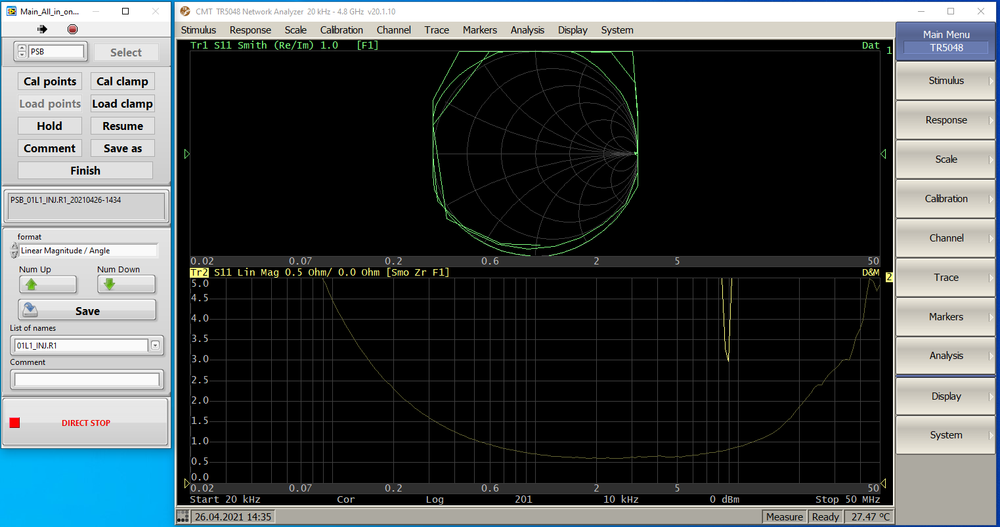 Main_All_in_on...
PSB
Select
Cal points
Cal clamp
Load points
Load clamp
Hold
Resume
Comment
Save as
Finish
PSB_01L1_INJ.R1_20210426-1434
format
Linear Magnitude / Angle
Num Up
Num Down
Save
List of names
01L1_INJ.R1
Comment
DIRECT STOP
CMT TR5048 Network Analyzer 20 kHz - 4.8 GHz v20.1.10
Stimulus Response Scale Calibration Channel Trace Markers Analysis Display System
Tr1 S11 Smith (Re/Im) 1.0 [F1]
Dat
1
0.02 0.07 0.2 0.6 2 5 50
Tr2 S11 Lin Mag 0.5 Ohm/ 0.0 Ohm [Smo Zr F1]
D&M
2
5.0
4.5
4.0
3.5
3.0
2.5
2.0
1.5
1.0
0.5
0.0
0.02 0.07 0.2 0.6 2 5 50
Start 20 kHz Cor Log 201 10 kHz 0 dBm Stop 50 MHz
26.04.2021 14:35
Measure
Ready
27.47 °C
Main Menu
TR5048
Stimulus
Response
Scale
Calibration
Channel
Trace
Markers
Analysis
Display
System